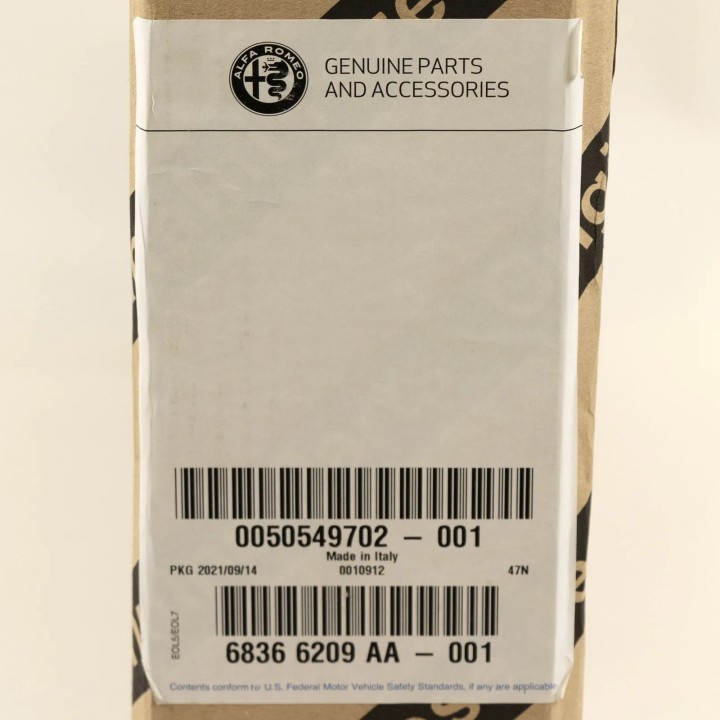 ALFA ROMEO
GENUINE PARTS
AND ACCESSORIES
0050549702 – 001
Made in Italy
PKG 2021/09/14 0010912 47N
EOL5/EOL7
6836 6209 AA – 001
Contents conform to U.S. Federal Motor Vehicle Safety Standards, if any are applicable